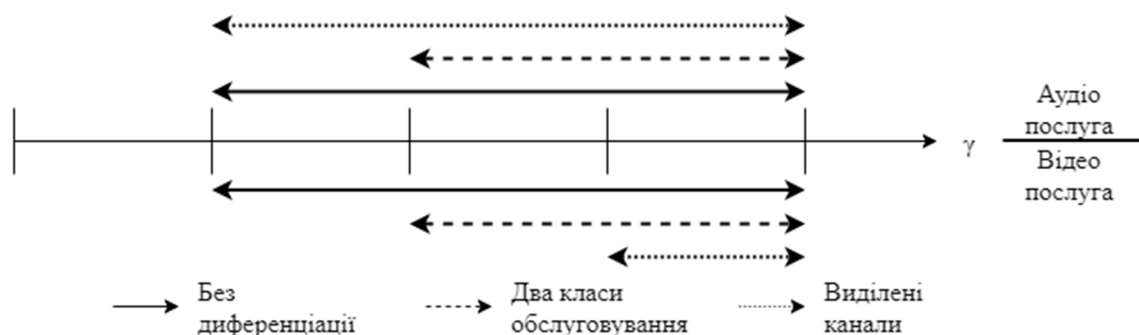 γ
Аудіо
послуга
Відео
послуга
Без
диференціації
Два класи
обслуговування
Виділені
канали